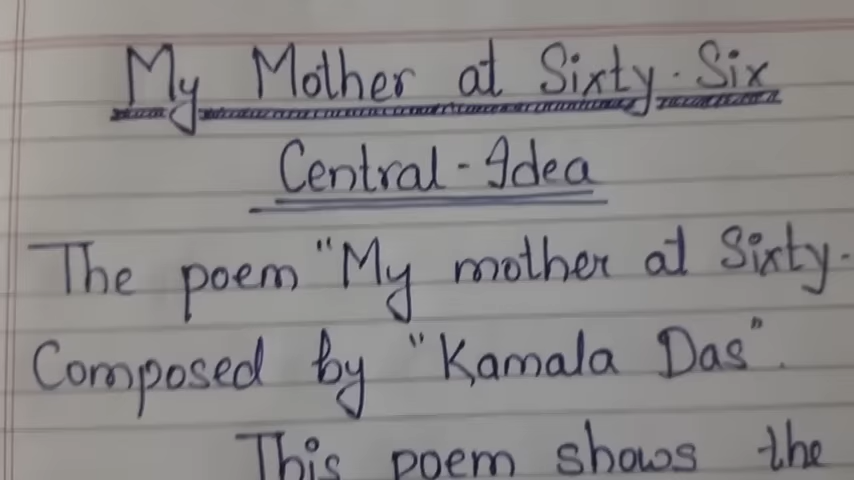 My Mother at Sixty-Six
Central-Idea
The poem "My mother at Sixty-
Composed by "Kamala Das".
This poem shows the